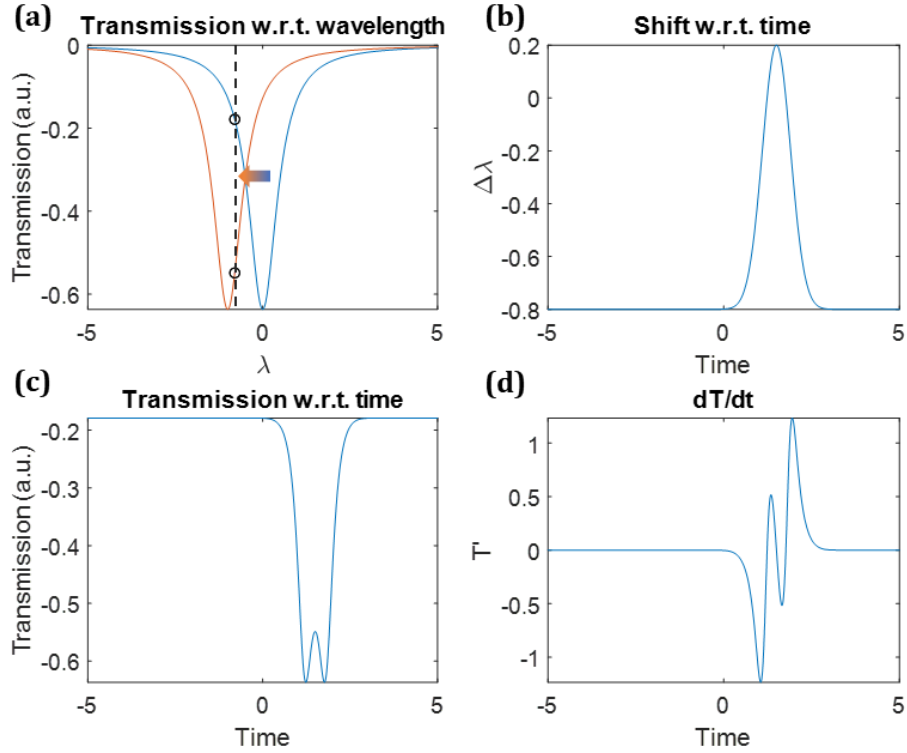 (a)
Transmission w.r.t. wavelength
Transmission (a.u.)
0
-0.2
-0.4
-0.6
-5
0
5
λ
(b)
Shift w.r.t. time
Δλ
0.2
0
-0.2
-0.4
-0.6
-0.8
-5
0
5
Time
(c)
Transmission w.r.t. time
Transmission (a.u.)
-0.2
-0.3
-0.4
-0.5
-0.6
-5
0
5
Time
(d)
dT/dt
T'
1
0.5
0
-0.5
-1
-5
0
5
Time